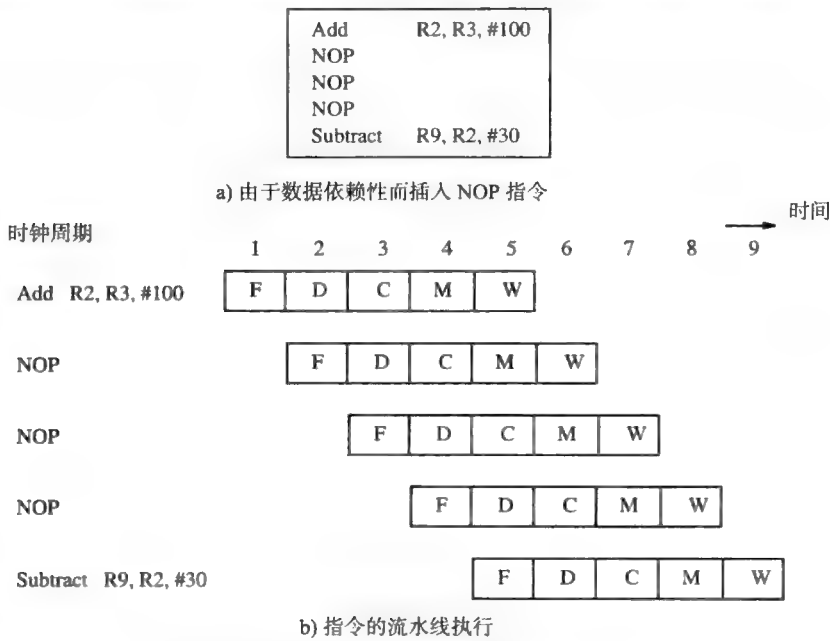 Add R2, R3, #100
NOP
NOP
NOP
Subtract R9, R2, #30
a) 由于数据依赖性而插入 NOP 指令
时间
时钟周期
1 2 3 4 5 6 7 8 9
Add R2, R3, #100 F D C M W
NOP F D C M W
NOP F D C M W
NOP F D C M W
Subtract R9, R2, #30 F D C M W
b) 指令的流水线执行